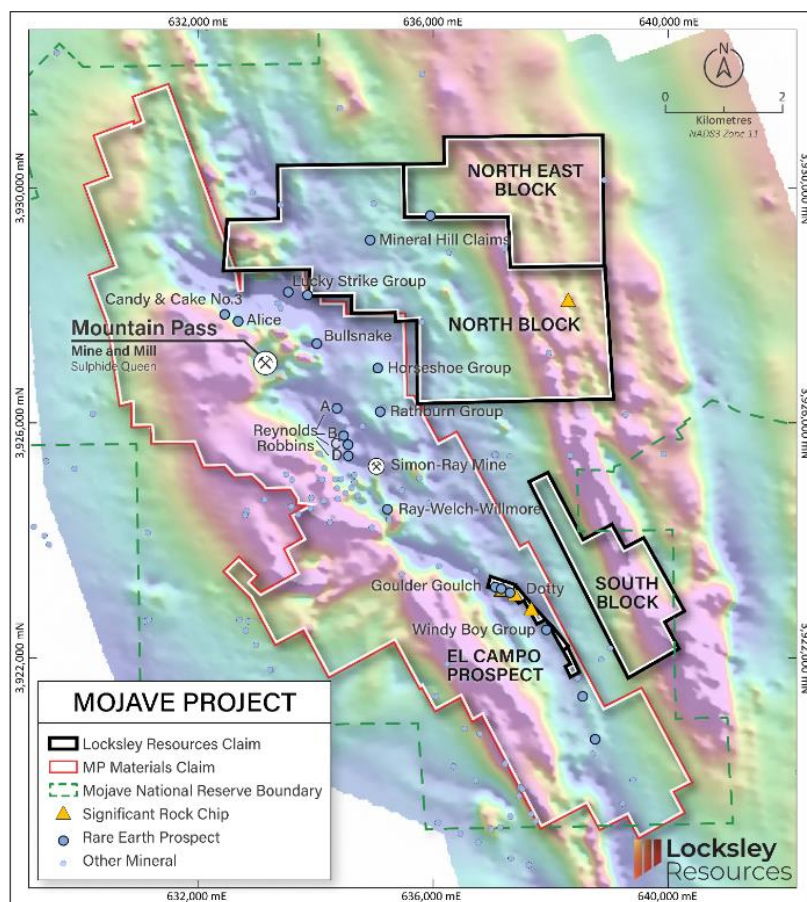 632,000 mE
636,000 mE
640,000 mE
N
0
2
Kilometres
NAD83 Zone 11
3,930,000 mN
3,930,000 mN
NORTH EAST
BLOCK
Mineral Hill Claims
Lucky Strike Group
Candy & Cake No.3
Alice
NORTH BLOCK
Mountain Pass
Mine and Mill
Sulphide Queen
Bullsnake
Horseshoe Group
A
Rathburn Group
Reynolds
Robbins
B
C
D
3,926,000 mN
3,926,000 mN
Simon-Ray Mine
Ray-Welch-Willmore
Goulder Goulch
Dotty
SOUTH
BLOCK
Windy Boy Group
EL CAMPO
PROSPECT
3,922,000 mN
3,922,000 mN
MOJAVE PROJECT
Locksley Resources Claim
MP Materials Claim
Mojave National Reserve Boundary
Significant Rock Chip
Rare Earth Prospect
Other Mineral
Locksley
Resources
632,000 mE
636,000 mE
640,000 mE